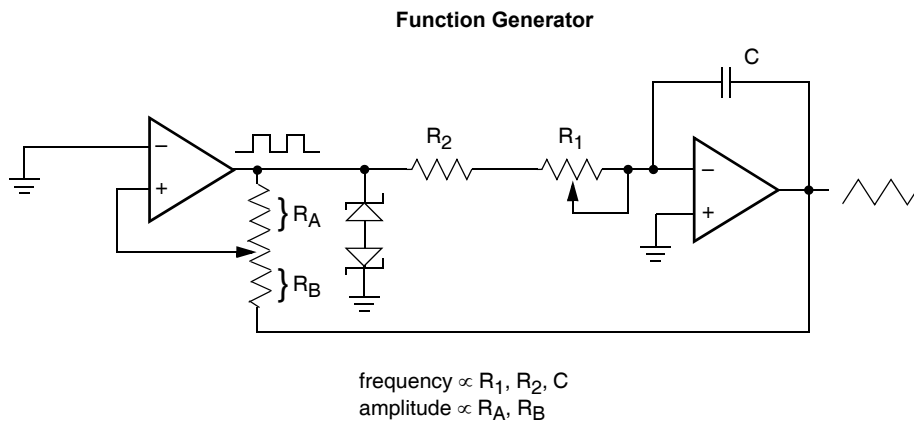 Function Generator
C
R2
R1
–
+
} RA
} RB
–
+
frequency ∝ R1, R2, C
amplitude ∝ RA, RB